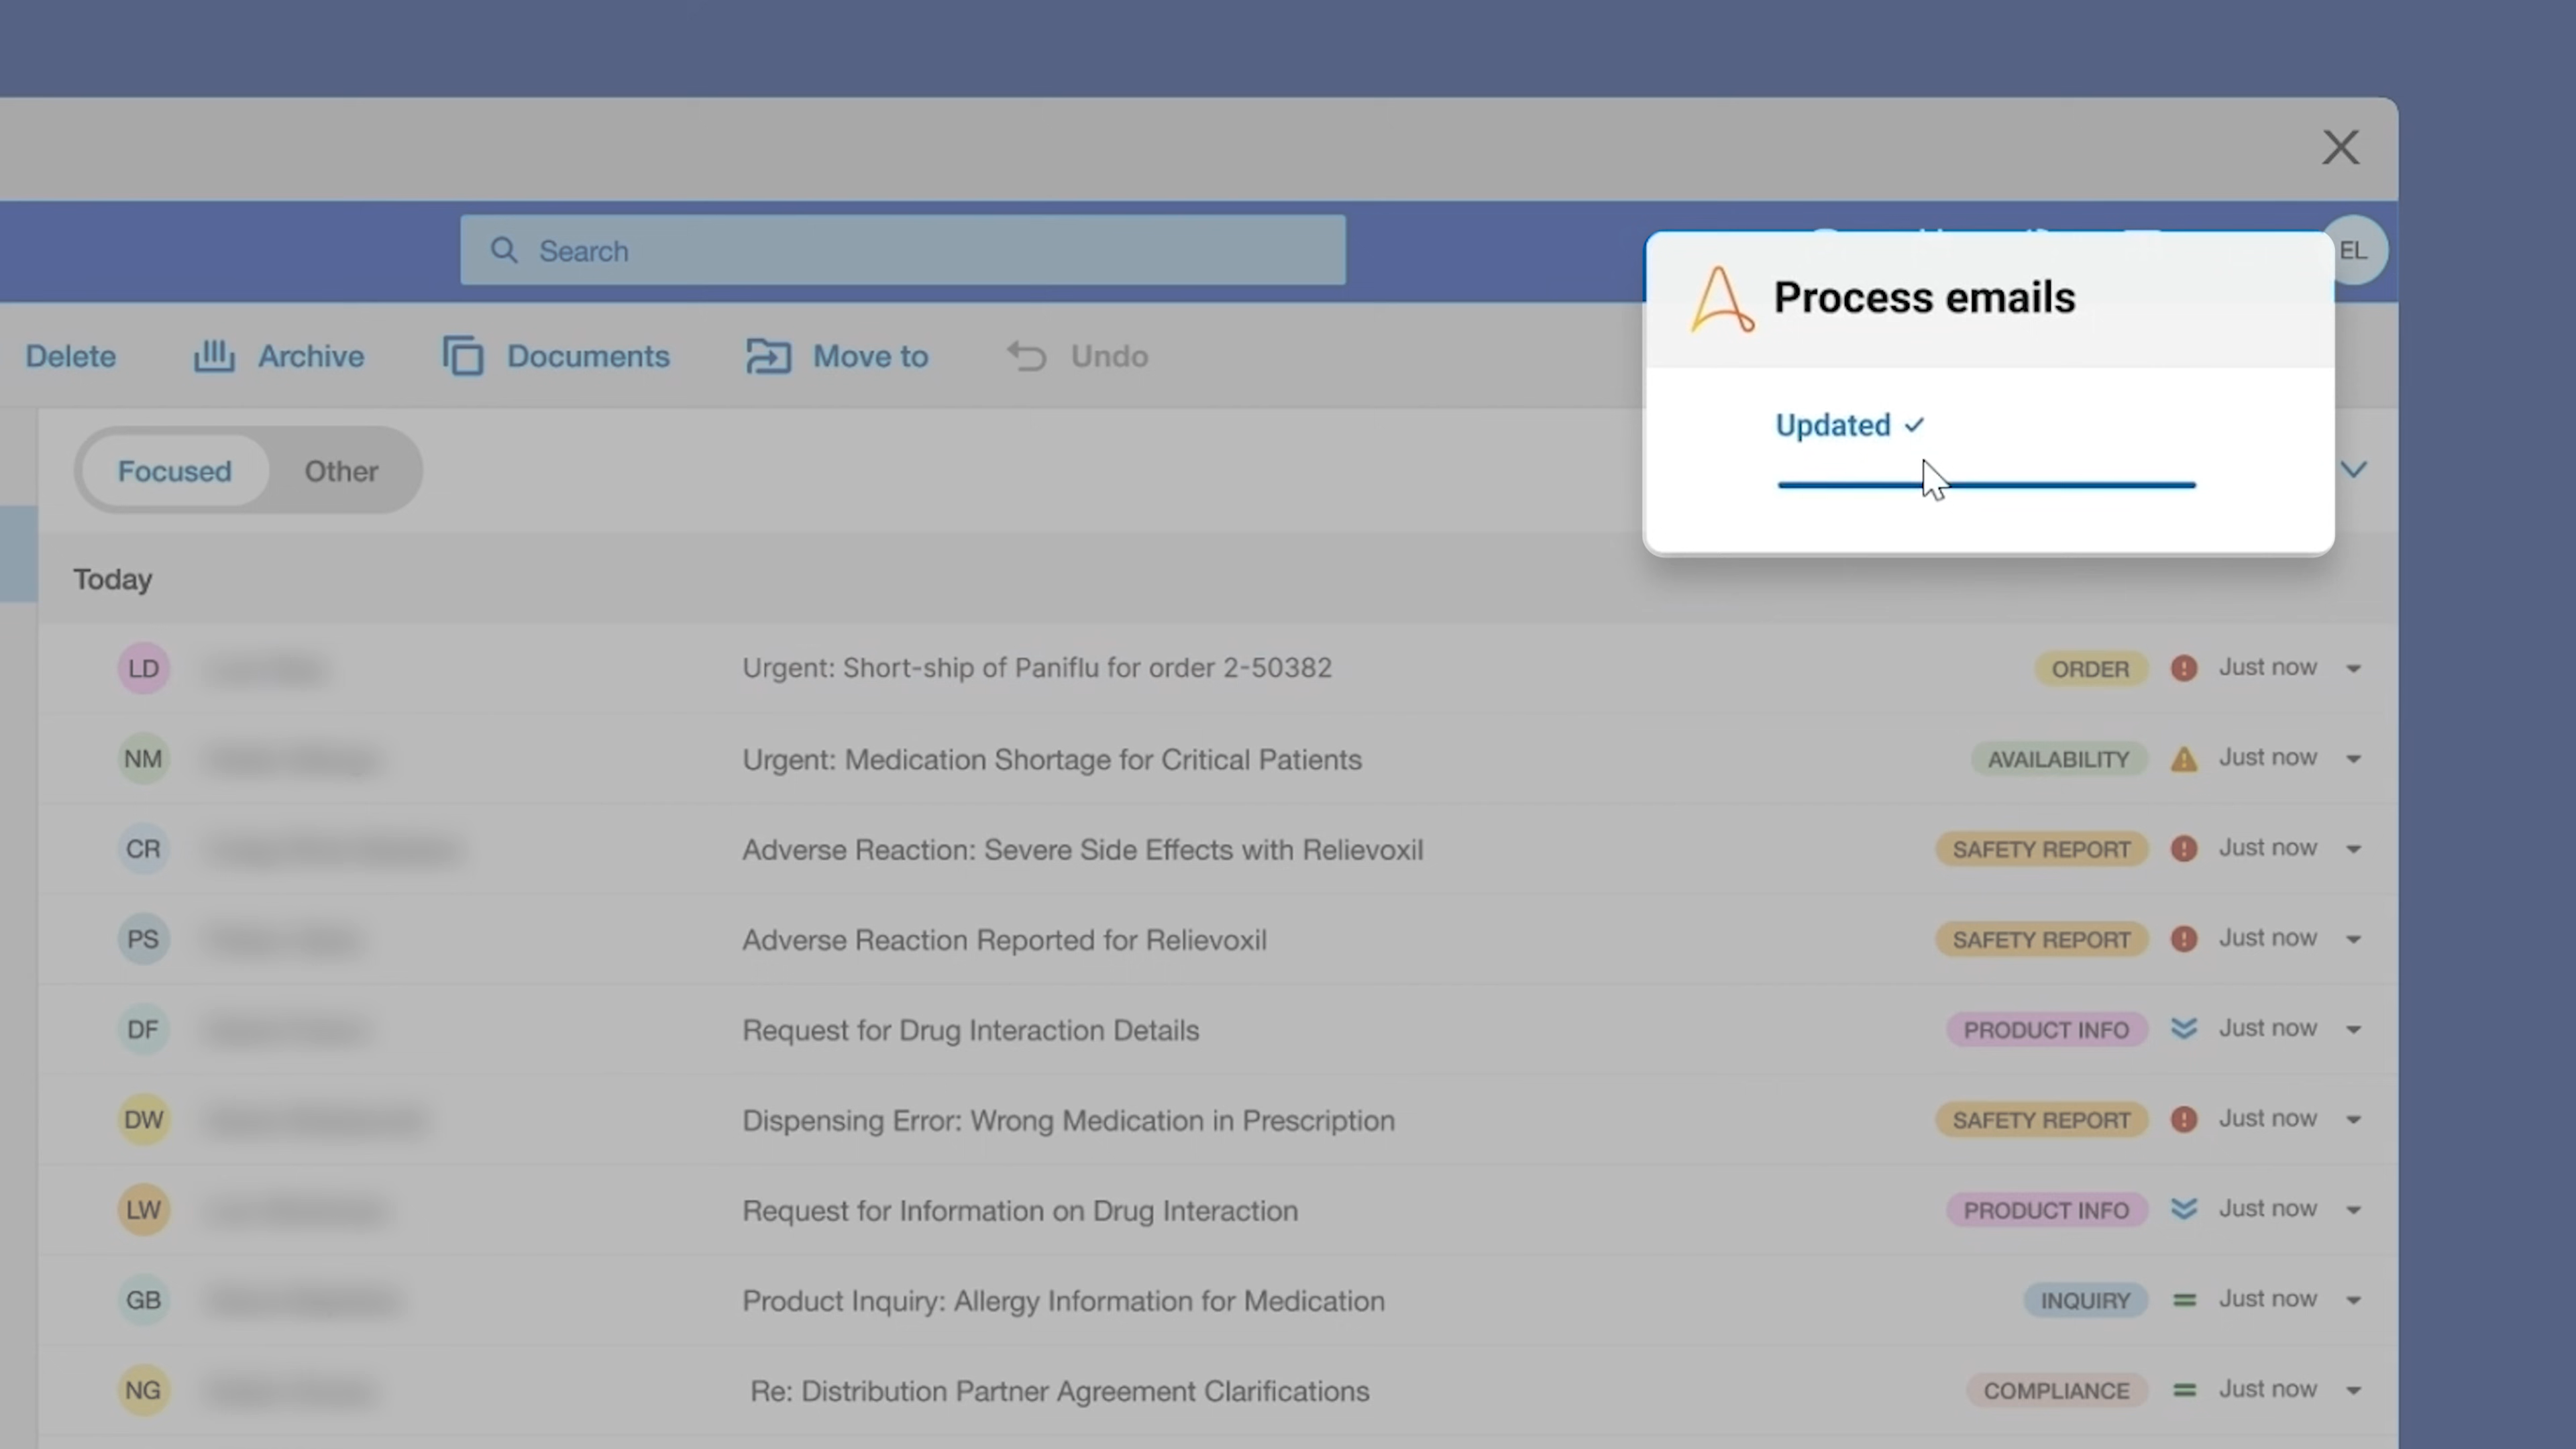 Search
EL
Process emails
Delete
Archive
Documents
Move to
Undo
Updated
Focused
Other
Today
LD
Urgent: Short-ship of Paniflu for order 2-50382
ORDER
Just now
NM
Urgent: Medication Shortage for Critical Patients
AVAILABILITY
Just now
CR
Adverse Reaction: Severe Side Effects with Relievoxil
SAFETY REPORT
Just now
PS
Adverse Reaction Reported for Relievoxil
SAFETY REPORT
Just now
DF
Request for Drug Interaction Details
PRODUCT INFO
Just now
DW
Dispensing Error: Wrong Medication in Prescription
SAFETY REPORT
Just now
LW
Request for Information on Drug Interaction
PRODUCT INFO
Just now
GB
Product Inquiry: Allergy Information for Medication
INQUIRY
Just now
NG
Re: Distribution Partner Agreement Clarifications
COMPLIANCE
Just now